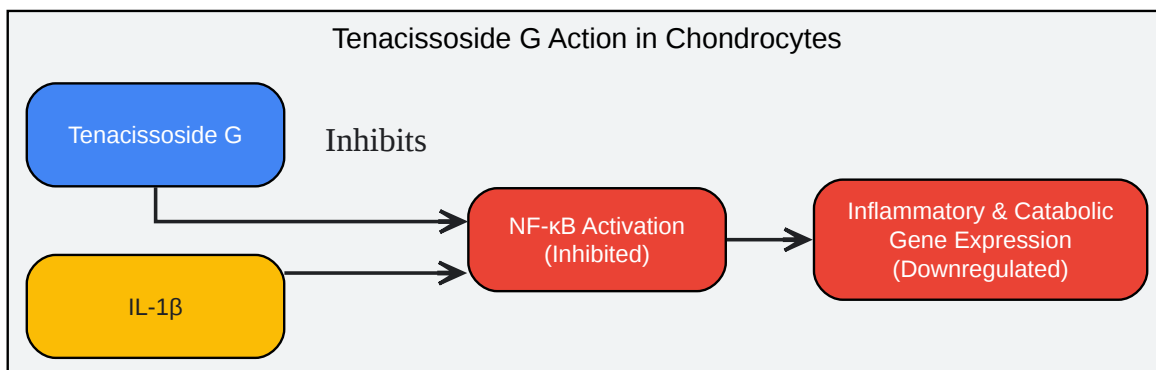 Tenacissoside G Action in Chondrocytes
Tenacissoside G
Inhibits
IL-1β
NF-κB Activation
(Inhibited)
Inflammatory & Catabolic
Gene Expression
(Downregulated)